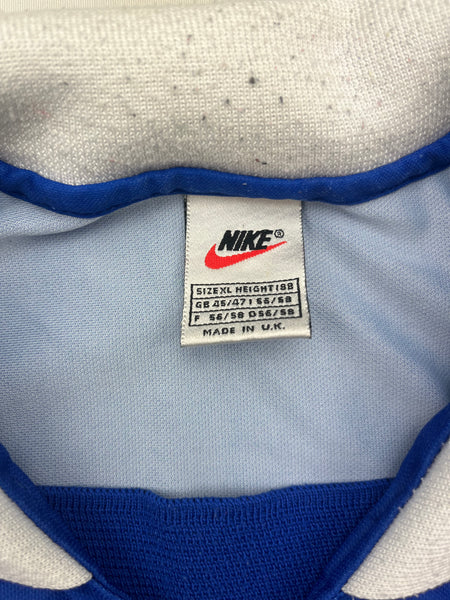 NIKE®
SIZE XL HEIGHT 188
GB 45/47 I 56/58
F 56/58 D 56/58
MADE IN U.K.